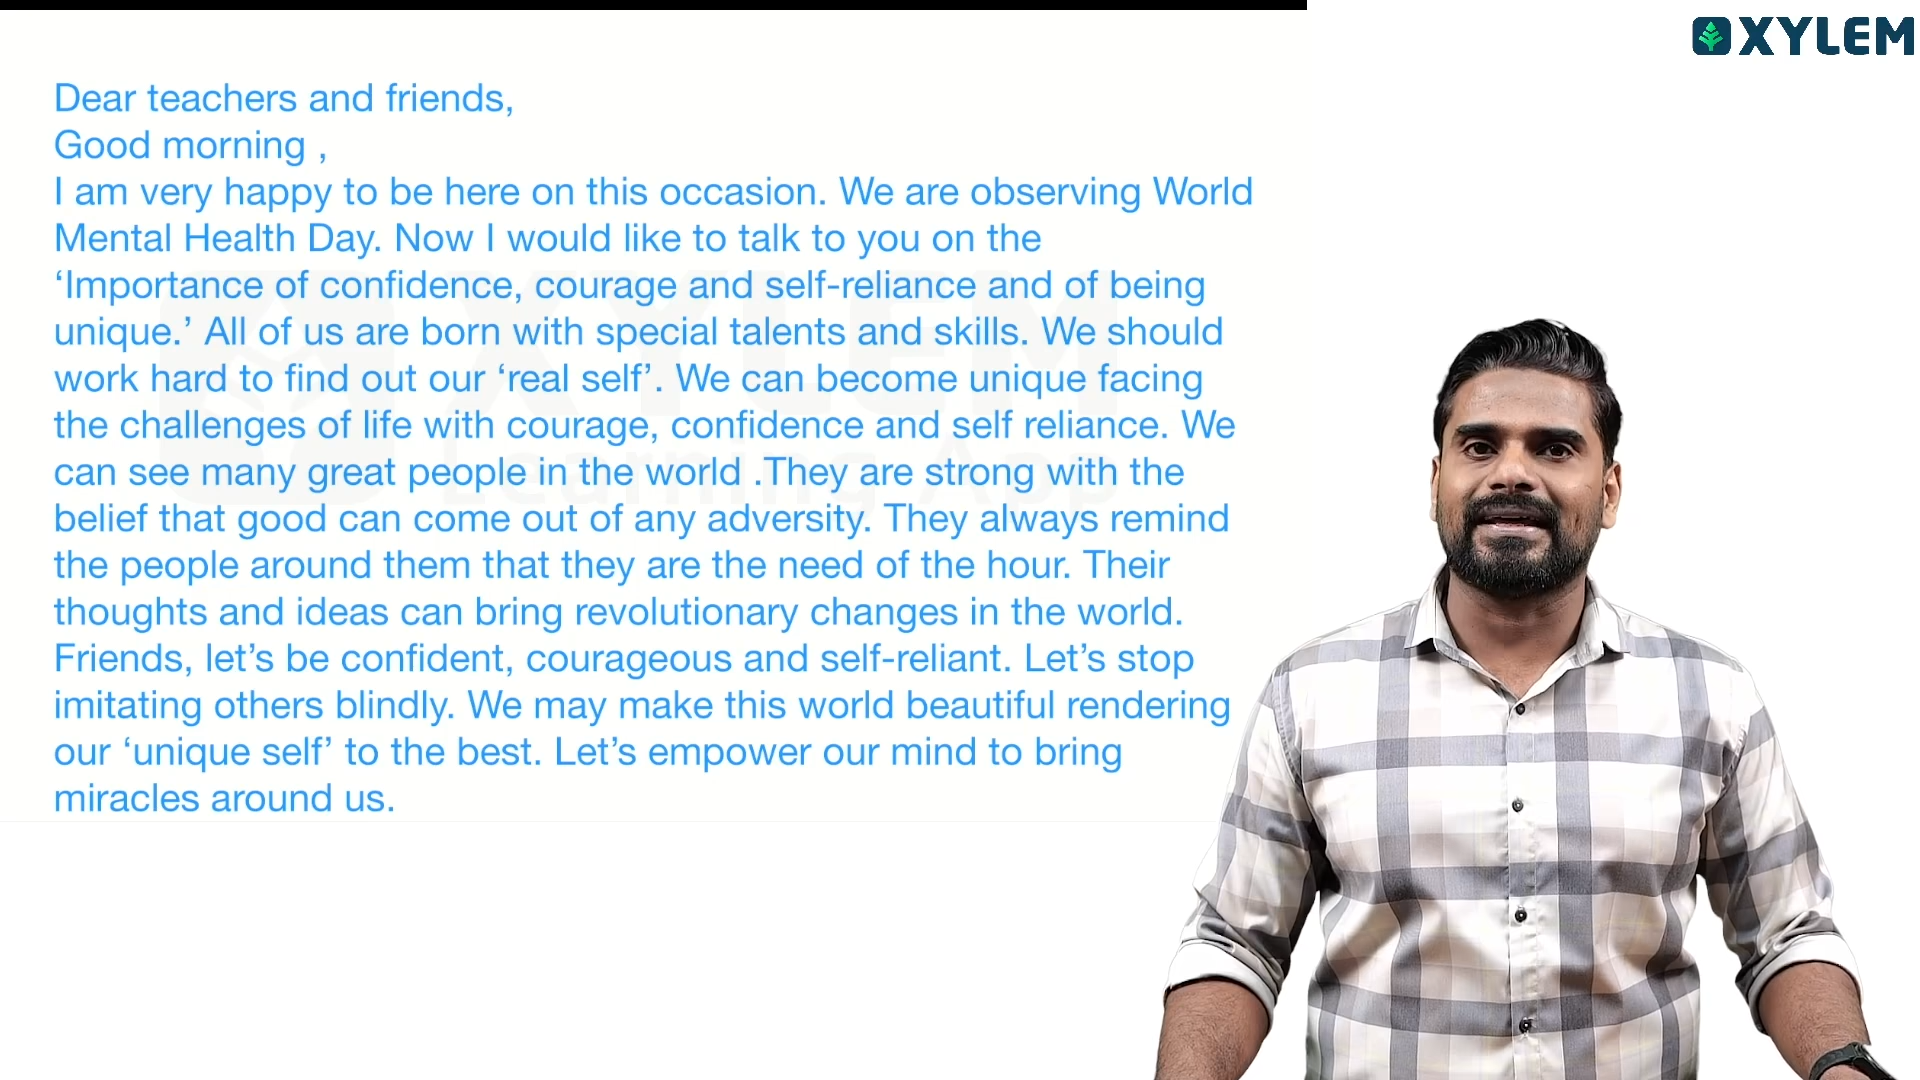 XYLEM
Dear teachers and friends,
Good morning ,
I am very happy to be here on this occasion. We are observing World
Mental Health Day. Now I would like to talk to you on the
‘Importance of confidence, courage and self-reliance and of being
unique.’ All of us are born with special talents and skills. We should
work hard to find out our ‘real self’. We can become unique facing
the challenges of life with courage, confidence and self reliance. We
can see many great people in the world .They are strong with the
belief that good can come out of any adversity. They always remind
the people around them that they are the need of the hour. Their
thoughts and ideas can bring revolutionary changes in the world.
Friends, let’s be confident, courageous and self-reliant. Let’s stop
imitating others blindly. We may make this world beautiful rendering
our ‘unique self’ to the best. Let’s empower our mind to bring
miracles around us.
XYLEM
Learning App